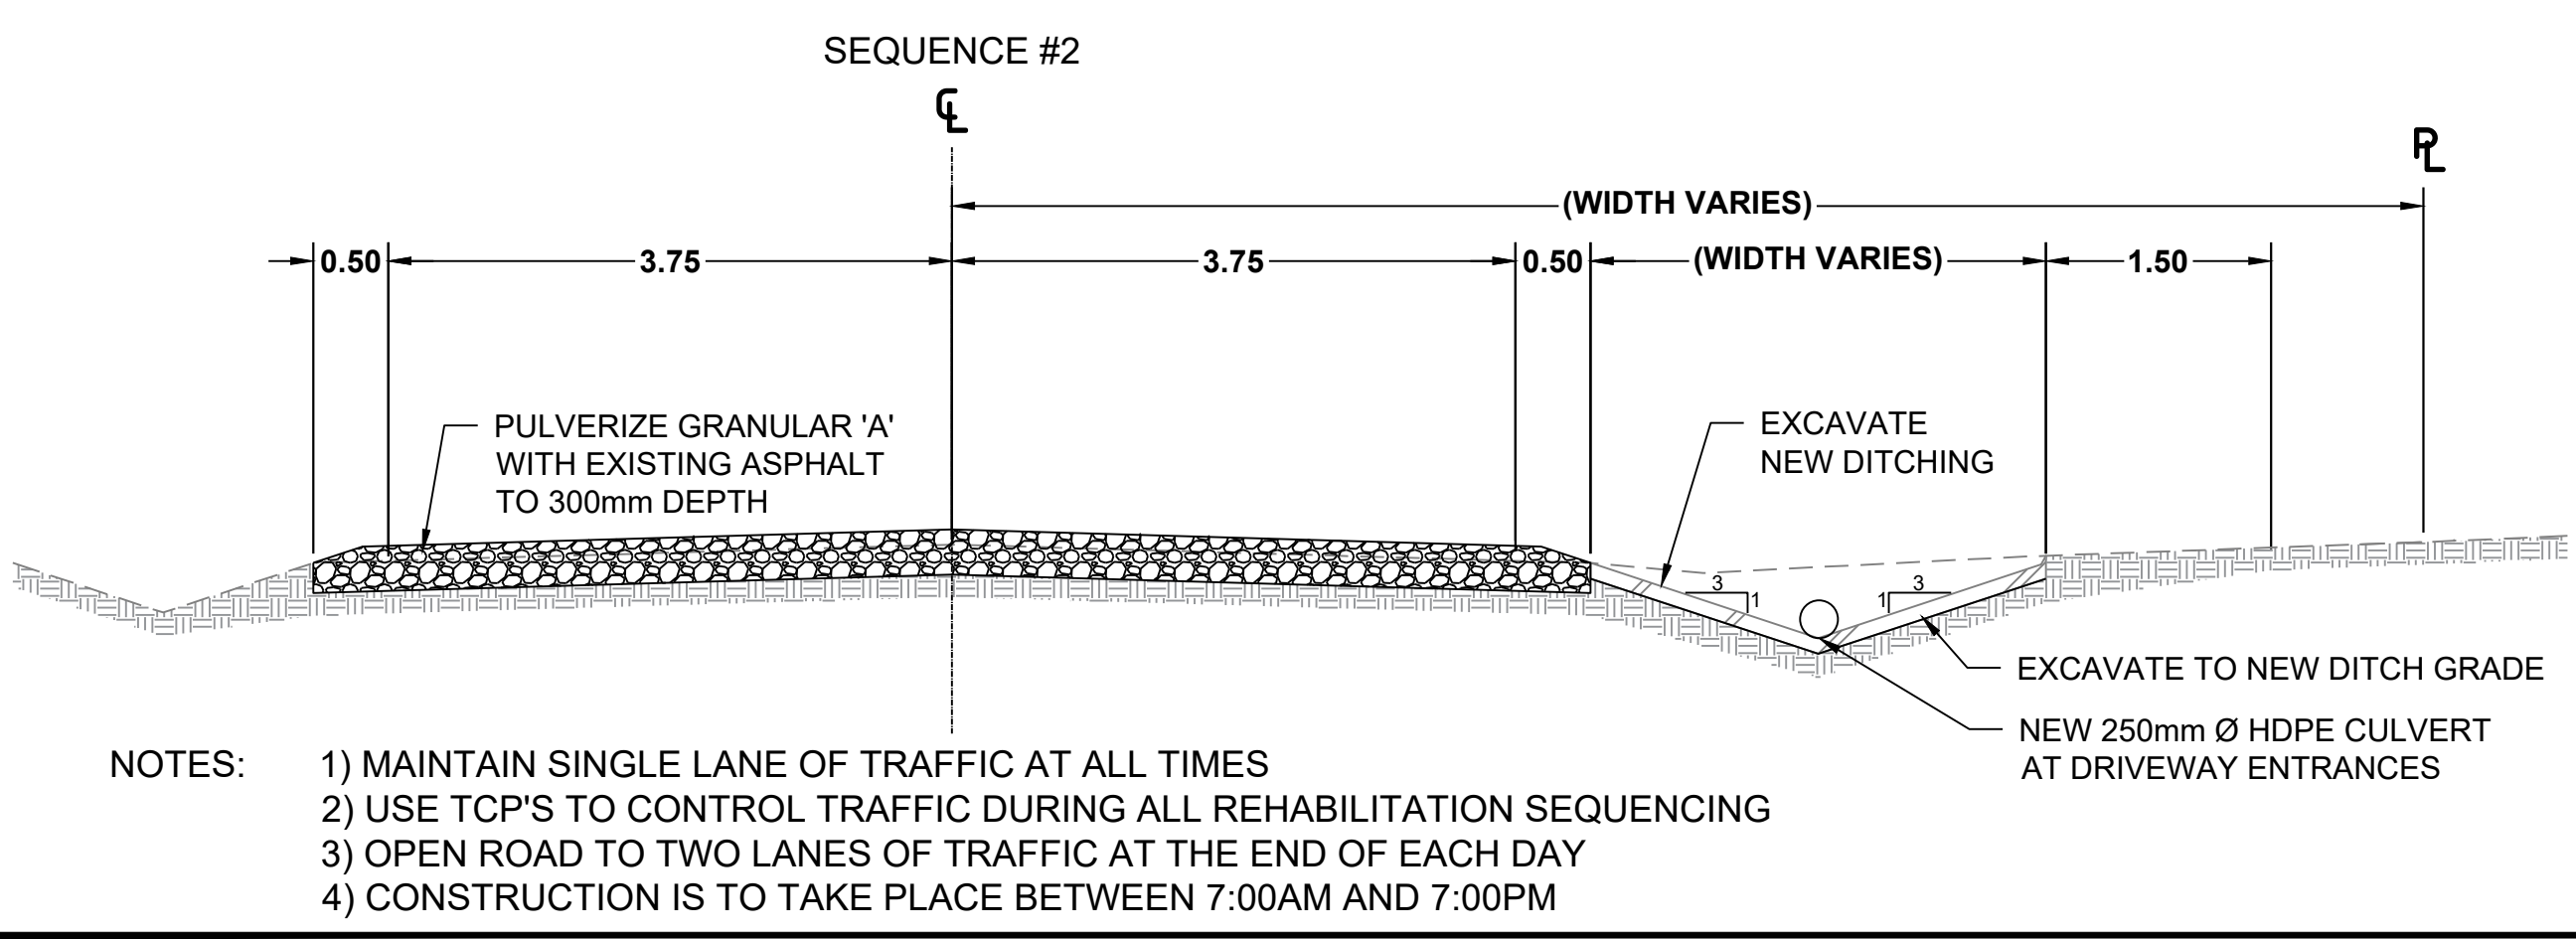 SEQUENCE #2
℄
⅊
(WIDTH VARIES)
0.50 3.75 3.75 0.50 (WIDTH VARIES) 1.50
PULVERIZE GRANULAR 'A'
WITH EXISTING ASPHALT
TO 300mm DEPTH
EXCAVATE
NEW DITCHING
3 1
1 3
EXCAVATE TO NEW DITCH GRADE
NEW 250mm Ø HDPE CULVERT
AT DRIVEWAY ENTRANCES
NOTES: 1) MAINTAIN SINGLE LANE OF TRAFFIC AT ALL TIMES
2) USE TCP'S TO CONTROL TRAFFIC DURING ALL REHABILITATION SEQUENCING
3) OPEN ROAD TO TWO LANES OF TRAFFIC AT THE END OF EACH DAY
4) CONSTRUCTION IS TO TAKE PLACE BETWEEN 7:00AM AND 7:00PM